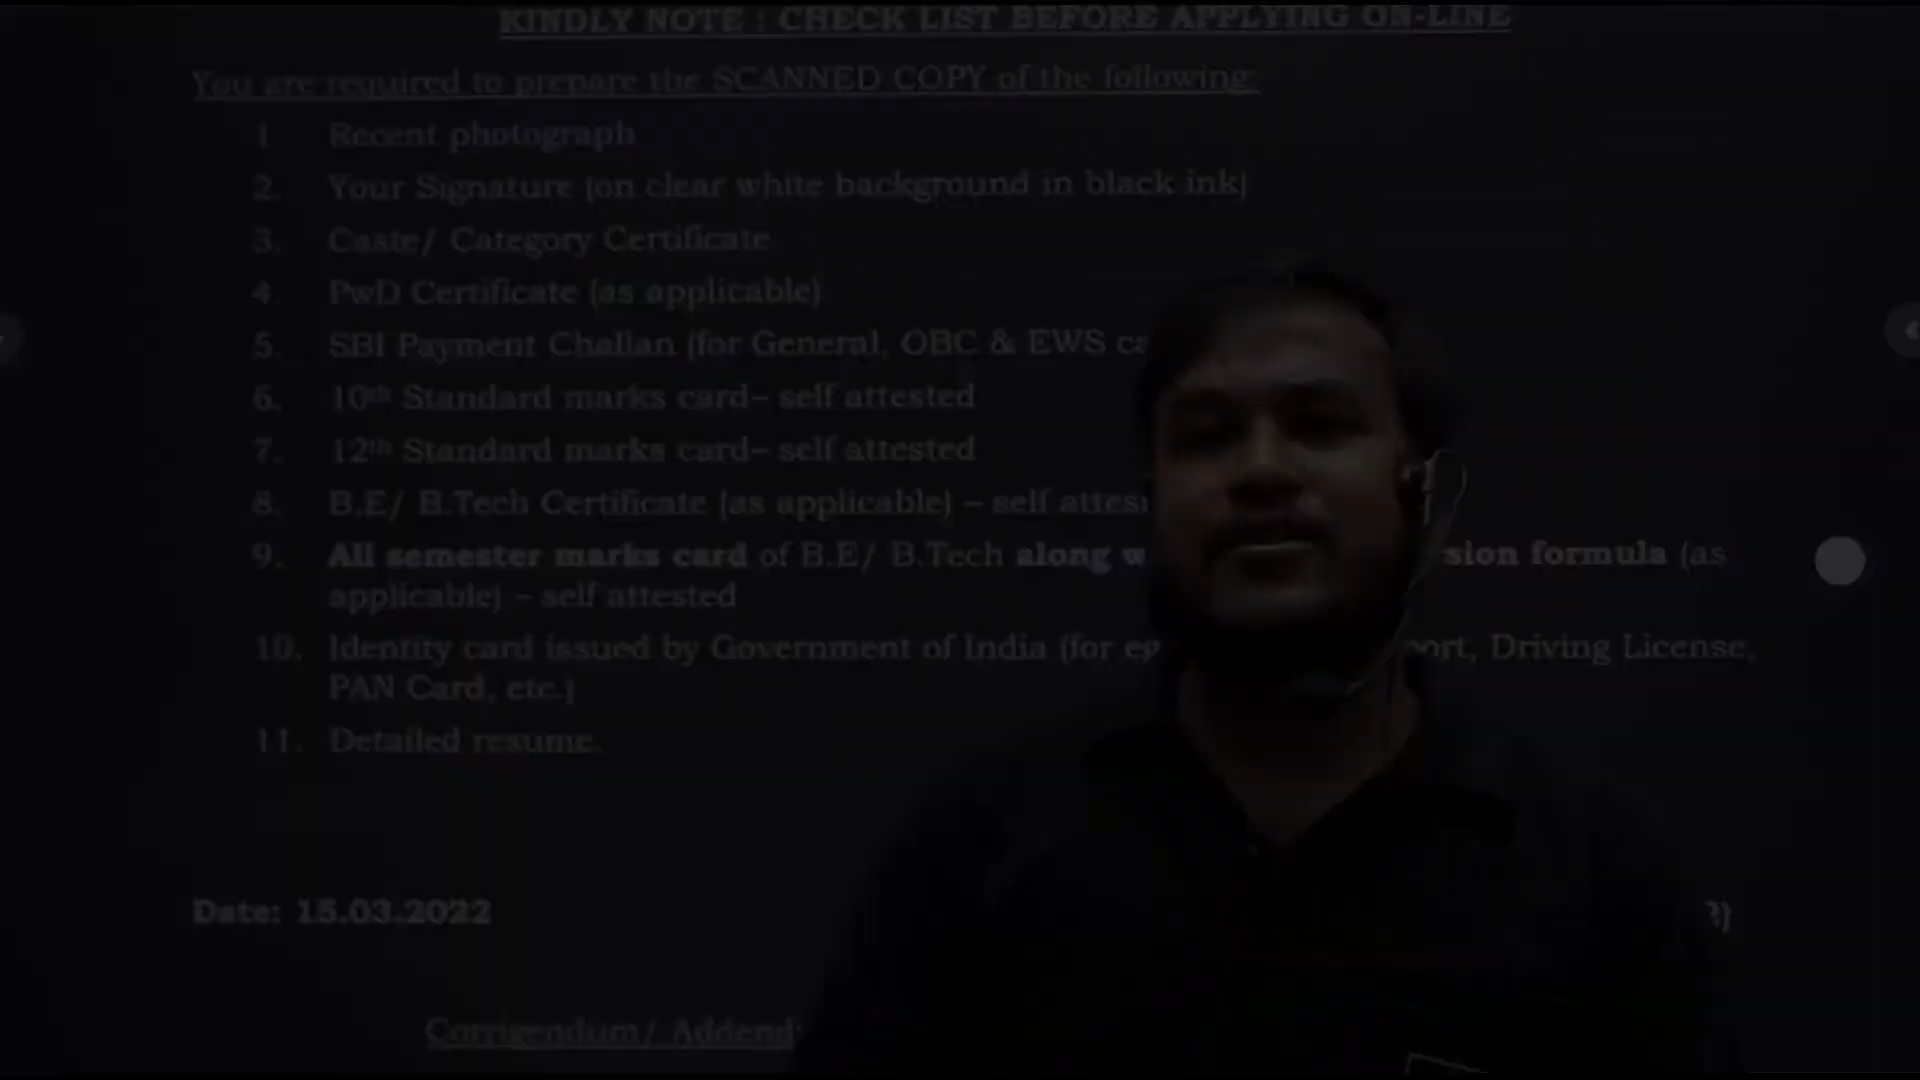 KINDLY NOTE : CHECK LIST BEFORE APPLYING ON-LINE
You are required to prepare the SCANNED COPY of the following:
1 Recent photograph
2. Your Signature (on clear white background in black ink)
3. Caste/ Category Certificate
4. PwD Certificate (as applicable)
5. SBI Payment Challan (for General, OBC & EWS
6. 10th Standard marks card– self attested
7. 12th Standard marks card– self attested
8. B.E/ B.Tech Certificate (as applicable) – self
9. All semester marks card of B.E/ B.Tech along formula (as
applicable) – self attested
10. Identity card issued by Government of India (for Driving License,
PAN Card, etc.)
11. Detailed resume.
Date: 15.03.2022
Corrigendum/